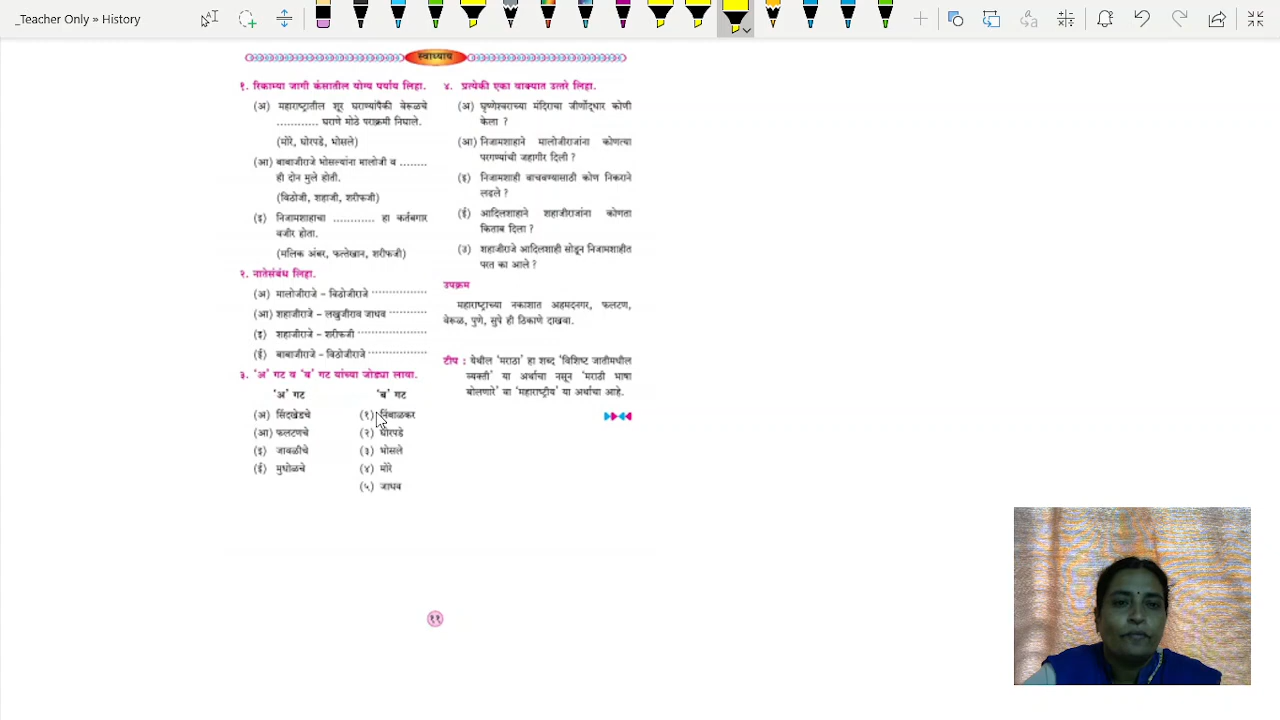 _Teacher Only > History
स्वाध्याय
१. रिकाम्या जागी कंसातील योग्य पर्याय लिहा.
(अ) महाराष्ट्रातील शूर घराण्यांपैकी वेरूळचे
............ घराणे मोठे पराक्रमी निघाले.
(मोरे, घोरपडे, भोसले)
(आ) बाबाजीराजे भोसल्यांना मालोजी व ........
ही दोन मुले होती.
(विठोजी, शहाजी, शरीफजी)
(इ) निजामशाहाचा ............ हा कर्तबगार
वजीर होता.
(मलिक अंबर, फत्तेखान, शरीफजी)
२. नातेसंबंध लिहा.
(अ) मालोजीराजे – विठोजीराजे ................
(आ) शहाजीराजे – लखुजीराव जाधव ...........
(इ) शहाजीराजे – शरीफजी ....................
(ई) बाबाजीराजे – विठोजीराजे .................
३. ‘अ’ गट व ‘ब’ गट यांच्या जोड्या लावा.
‘अ’ गट ‘ब’ गट
(अ) सिंदखेडचे (१) निंबाळकर
(आ) फलटणचे (२) घोरपडे
(इ) जावळीचे (३) भोसले
(ई) मुधोळचे (४) मोरे
(५) जाधव
४. प्रत्येकी एका वाक्यात उत्तरे लिहा.
(अ) घृष्णेश्वराच्या मंदिराचा जीर्णोद्धार कोणी
केला ?
(आ) निजामशाहाने मालोजीराजांना कोणत्या
परगण्यांची जहागीर दिली ?
(इ) निजामशाही वाचवण्यासाठी कोण निकराने
लढले ?
(ई) आदिलशाहाने शहाजीराजांना कोणता
किताब दिला ?
(उ) शहाजीराजे आदिलशाही सोडून निजामशाहीत
परत का आले ?
उपक्रम
महाराष्ट्राच्या नकाशात अहमदनगर, फलटण,
वेरूळ, पुणे, सुपे ही ठिकाणे दाखवा.
टीप : येथील ‘मराठा’ हा शब्द ‘विशिष्ट जातीमधील
व्यक्ती’ या अर्थाचा नसून ‘मराठी भाषा
बोलणारे’ वा ‘महाराष्ट्रीय’ या अर्थाचा आहे.
११